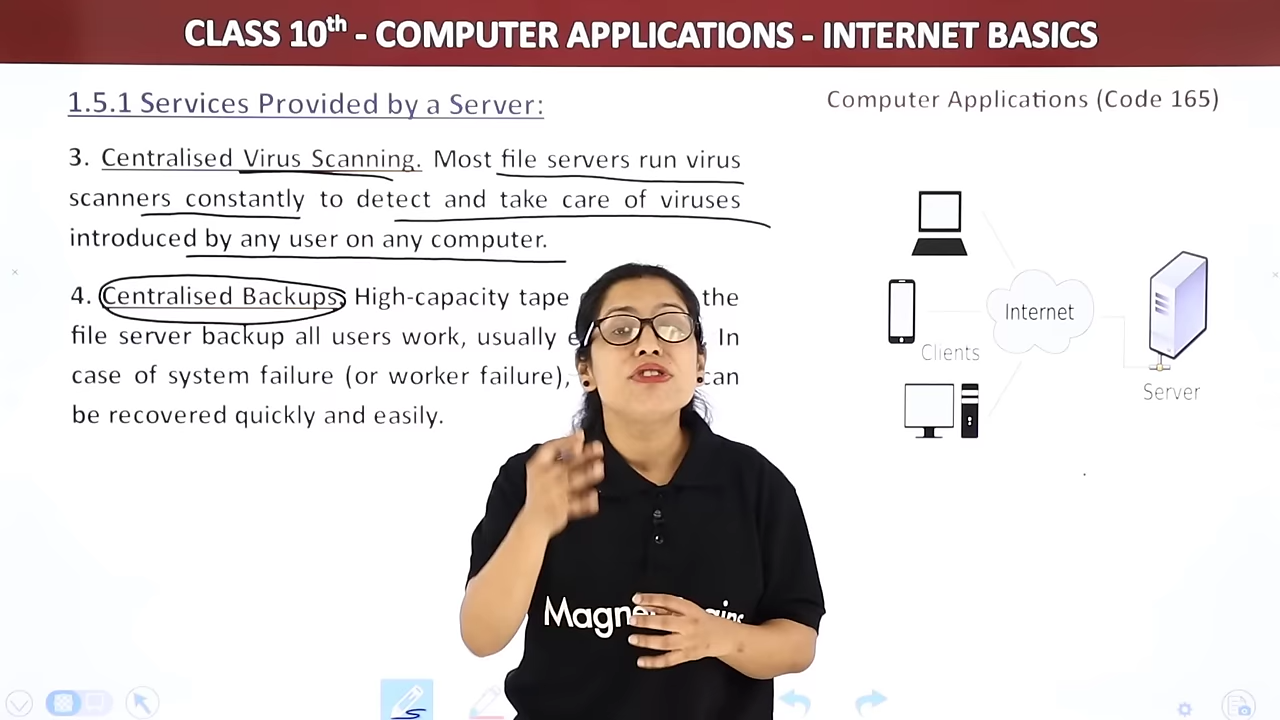 CLASS 10th - COMPUTER APPLICATIONS - INTERNET BASICS
1.5.1 Services Provided by a Server:
Computer Applications (Code 165)
3. Centralised Virus Scanning. Most file servers run virus
scanners constantly to detect and take care of viruses
introduced by any user on any computer.
4. Centralised Backups. High-capacity tape the
file server backup all users work, usually In
case of system failure (or worker failure), can
be recovered quickly and easily.
Internet
Clients
Server